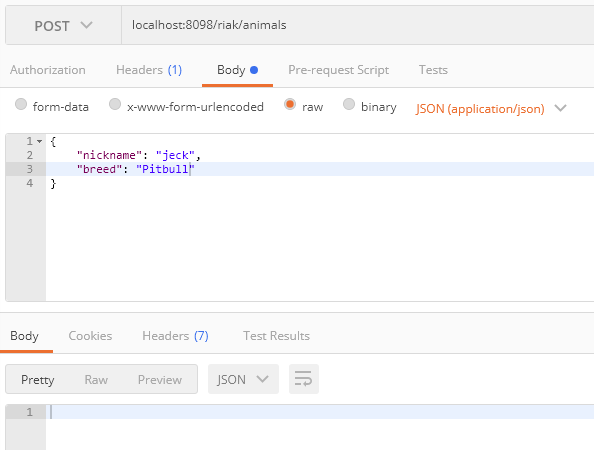 POST localhost:8098/riak/animals
Authorization Headers (1) Body Pre-request Script Tests
form-data x-www-form-urlencoded raw binary JSON (application/json)
1 {
2 "nickname": "jeck",
3 "breed": "Pitbull"
4 }
Body Cookies Headers (7) Test Results
Pretty Raw Preview JSON
1